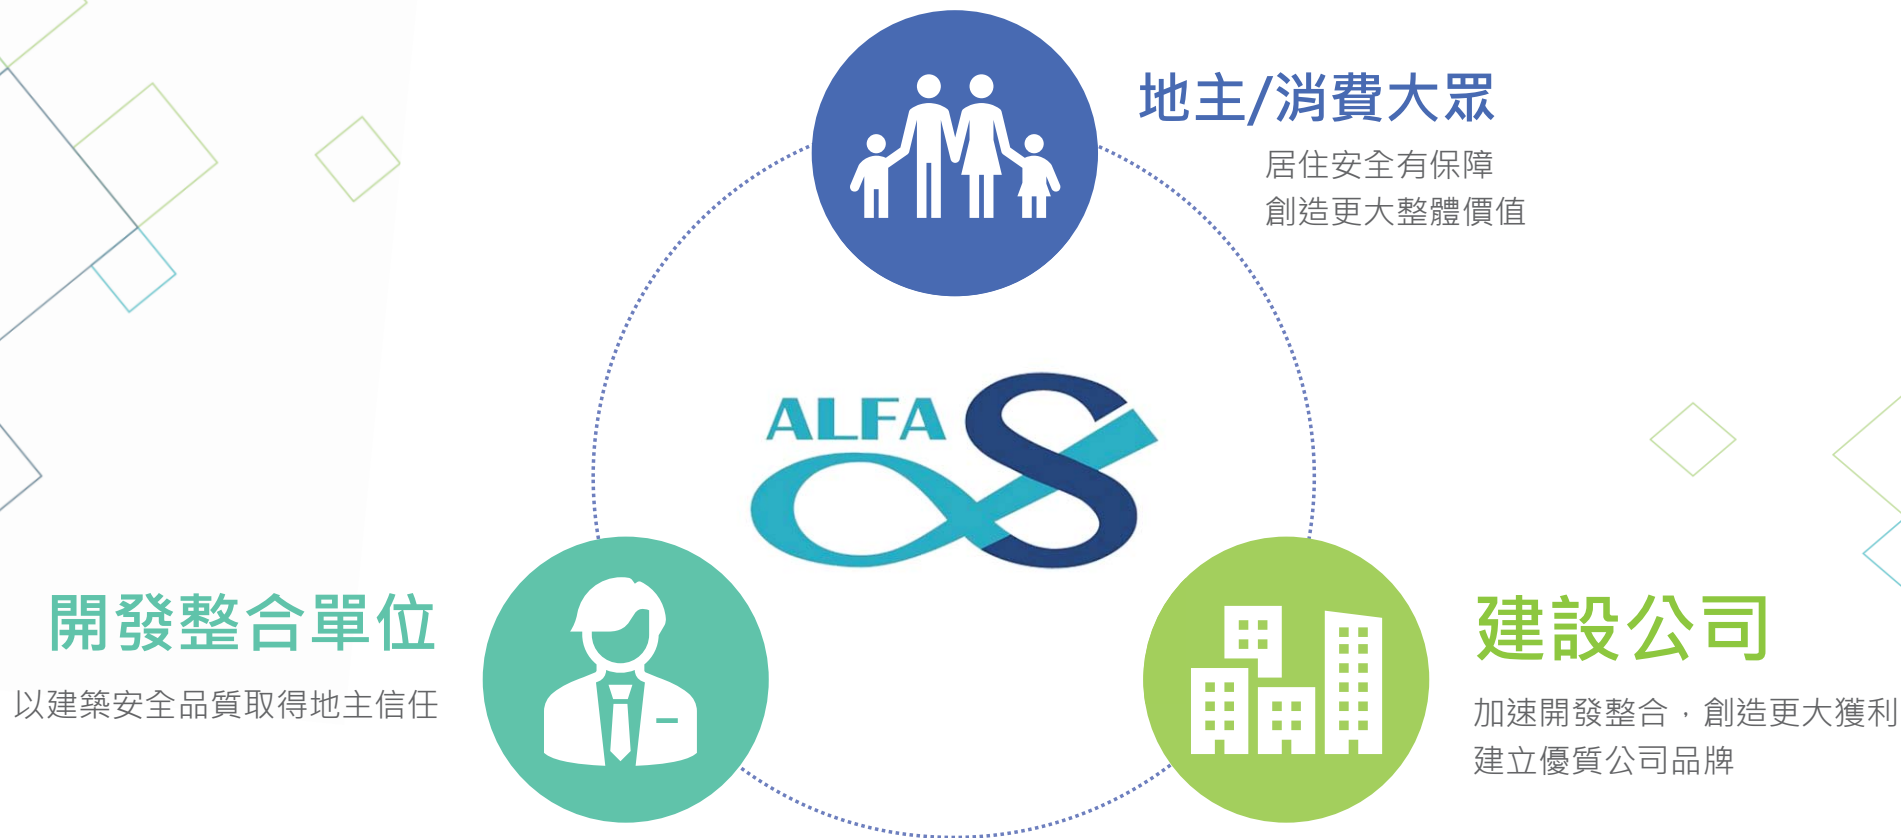 地主/消費大眾
居住安全有保障
創造更大整體價值
ALFA
S
開發整合單位
以建築安全品質取得地主信任
建設公司
加速開發整合，創造更大獲利
建立優質公司品牌